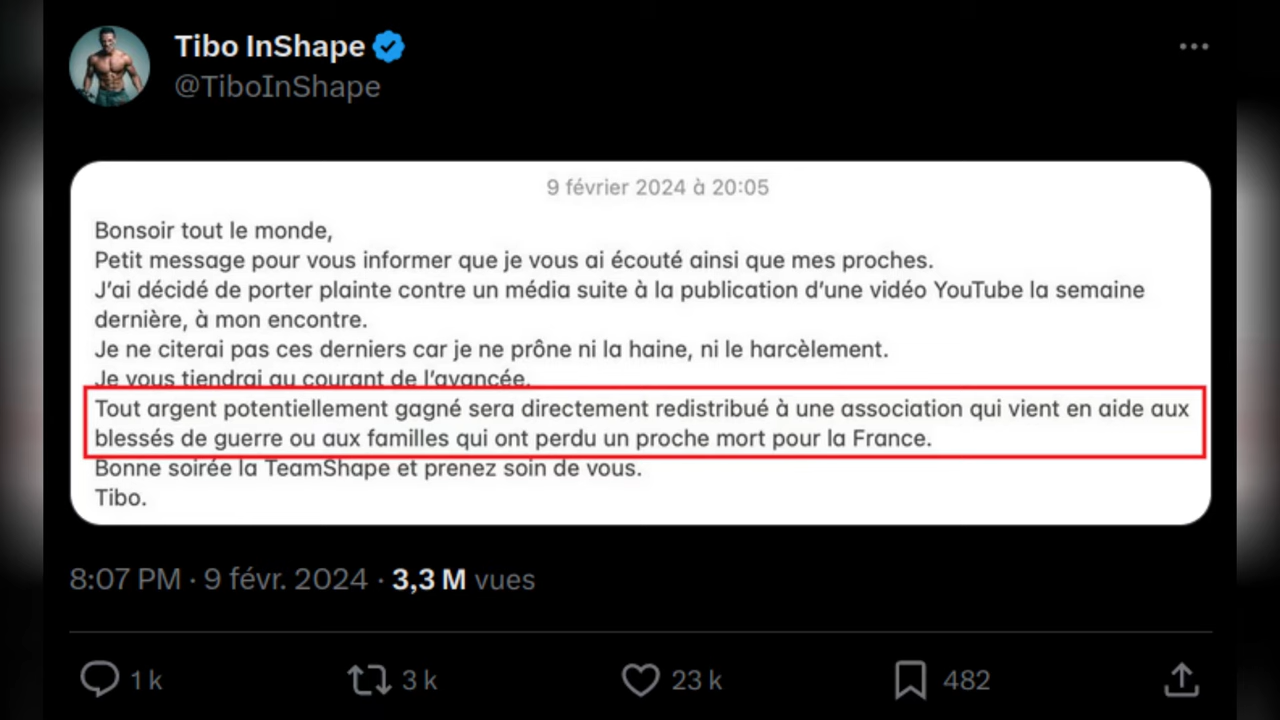 Tibo InShape
@TiboInShape
9 février 2024 à 20:05
Bonsoir tout le monde,
Petit message pour vous informer que je vous ai écouté ainsi que mes proches.
J’ai décidé de porter plainte contre un média suite à la publication d’une vidéo YouTube la semaine
dernière, à mon encontre.
Je ne citerai pas ces derniers car je ne prône ni la haine, ni le harcèlement.
Je vous tiendrai au courant de l’avancée.
Tout argent potentiellement gagné sera directement redistribué à une association qui vient en aide aux
blessés de guerre ou aux familles qui ont perdu un proche mort pour la France.
Bonne soirée la TeamShape et prenez soin de vous.
Tibo.
8:07 PM · 9 févr. 2024 · 3,3 M vues
1 k 3 k 23 k 482